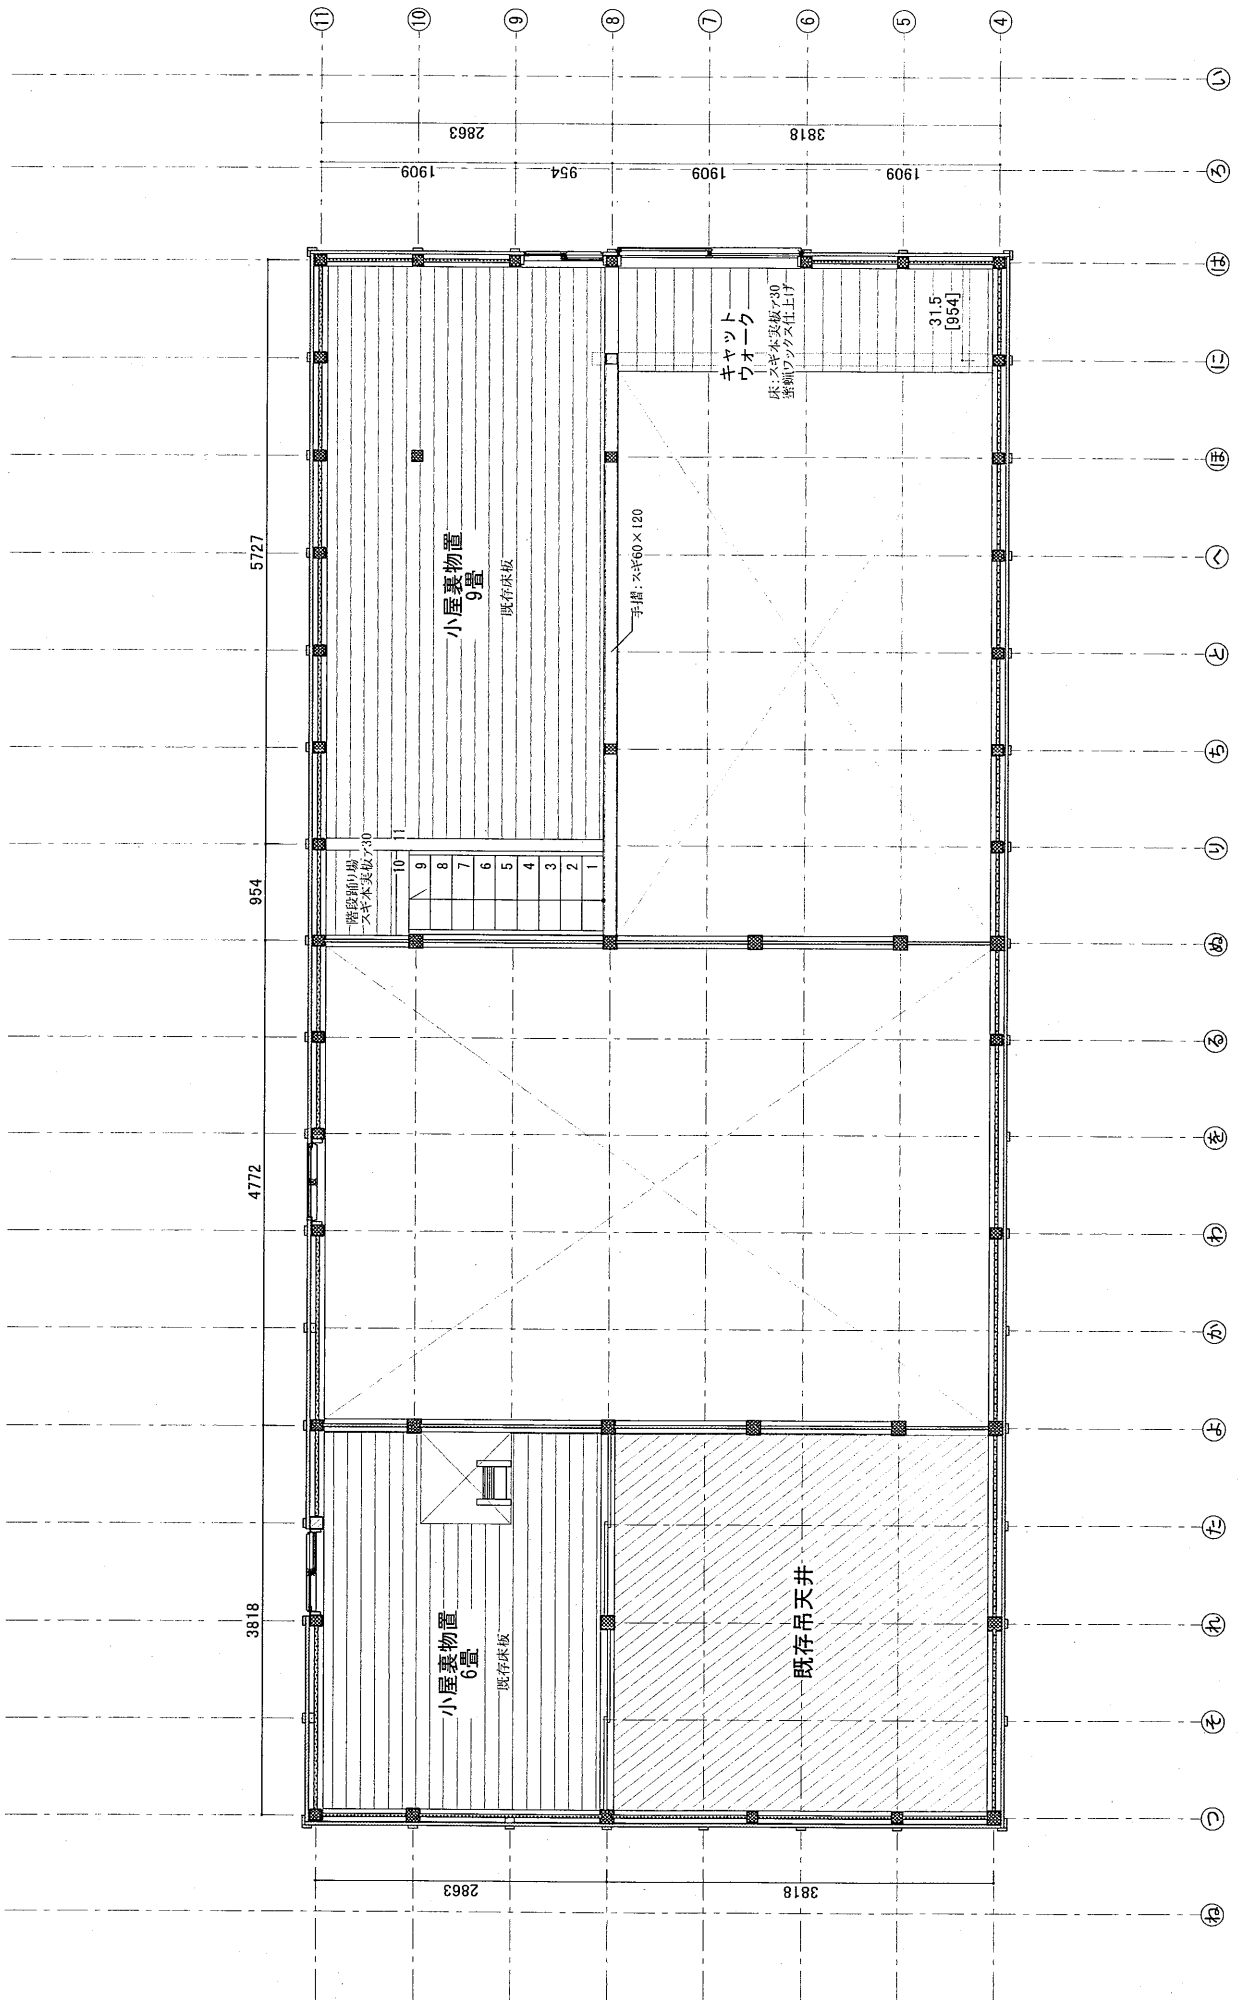 ⑪
⑩
⑨
⑧
⑦
⑥
⑤
④
い
ろ
は
に
ほ
へ
と
ち
り
ぬ
る
を
わ
か
よ
た
れ
そ
つ
ね
2863
3818
1909
954
1909
1909
5727
954
4772
3818
2863
3818
小屋裏物置
9畳
既存床板
キャット
ウォーク
床：スギ本実板ア30
蜜蝋ワックス仕上げ
31.5
[954]
手摺：スギ60×120
階段踊り場
スギ本実板ア30
11
10
9
8
7
6
5
4
3
2
1
小屋裏物置
6畳
既存床板
既存吊天井